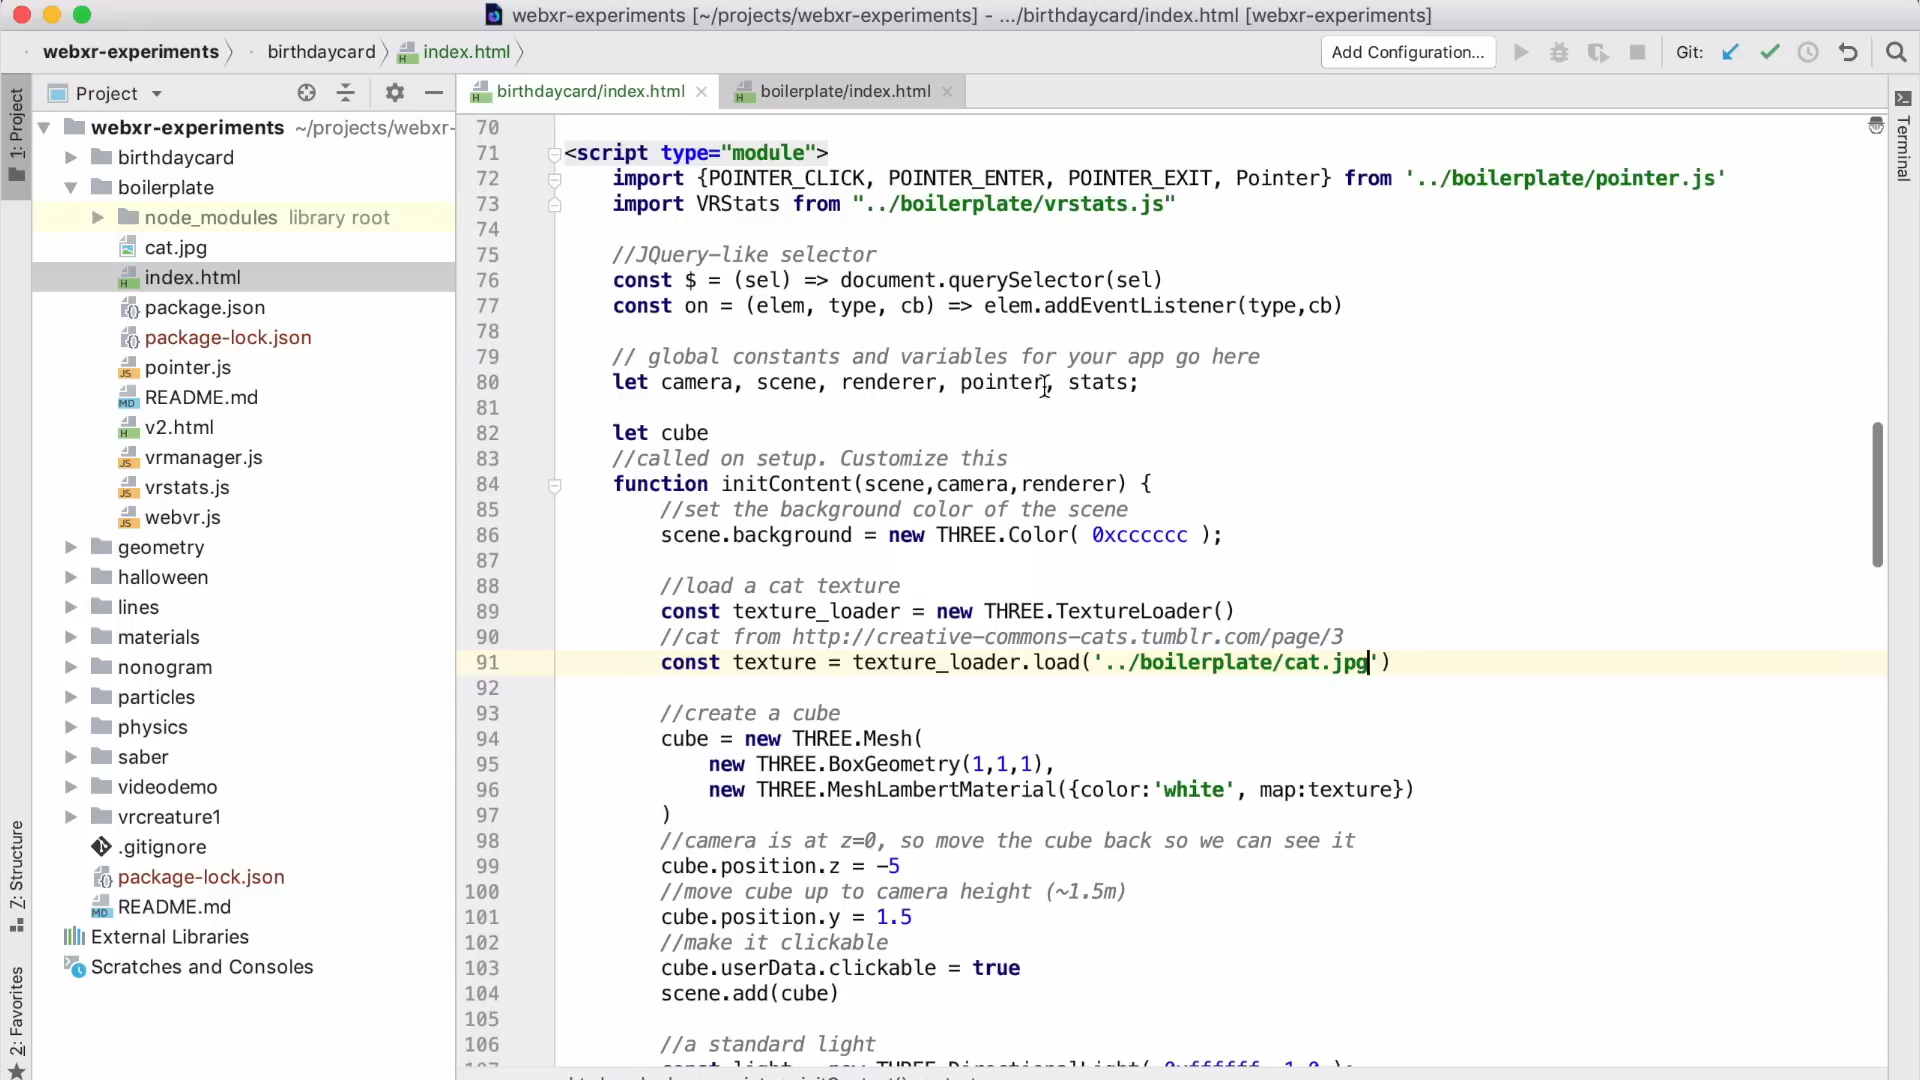 webxr-experiments [~/projects/webxr-experiments] - .../birthdaycard/index.html [webxr-experiments]
webxr-experiments birthdaycard index.html Add Configuration... Git:
1: Project
Project
webxr-experiments ~/projects/webxr-
birthdaycard
boilerplate
node_modules library root
cat.jpg
index.html
package.json
package-lock.json
pointer.js
README.md
v2.html
vrmanager.js
vrstats.js
webvr.js
geometry
halloween
lines
materials
nonogram
particles
physics
saber
videodemo
vrcreature1
.gitignore
package-lock.json
README.md
External Libraries
Scratches and Consoles
Z: Structure
2: Favorites
birthdaycard/index.html boilerplate/index.html
70
71 <script type="module">
72 import {POINTER_CLICK, POINTER_ENTER, POINTER_EXIT, Pointer} from '../boilerplate/pointer.js'
73 import VRStats from "../boilerplate/vrstats.js"
74
75 //JQuery-like selector
76 const $ = (sel) => document.querySelector(sel)
77 const on = (elem, type, cb) => elem.addEventListener(type,cb)
78
79 // global constants and variables for your app go here
80 let camera, scene, renderer, pointer, stats;
81
82 let cube
83 //called on setup. Customize this
84 function initContent(scene,camera,renderer) {
85 //set the background color of the scene
86 scene.background = new THREE.Color( 0xcccccc );
87
88 //load a cat texture
89 const texture_loader = new THREE.TextureLoader()
90 //cat from http://creative-commons-cats.tumblr.com/page/3
91 const texture = texture_loader.load('../boilerplate/cat.jpg')
92
93 //create a cube
94 cube = new THREE.Mesh(
95 new THREE.BoxGeometry(1,1,1),
96 new THREE.MeshLambertMaterial({color:'white', map:texture})
97 )
98 //camera is at z=0, so move the cube back so we can see it
99 cube.position.z = -5
100 //move cube up to camera height (~1.5m)
101 cube.position.y = 1.5
102 //make it clickable
103 cube.userData.clickable = true
104 scene.add(cube)
105
106 //a standard light
Terminal